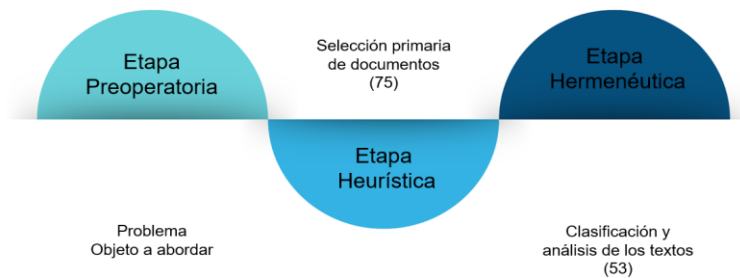 Etapa
Preoperatoria
Problema
Objeto a abordar
Selección primaria
de documentos
(75)
Etapa
Heurística
Etapa
Hermenéutica
Clasificación y
análisis de los textos
(53)